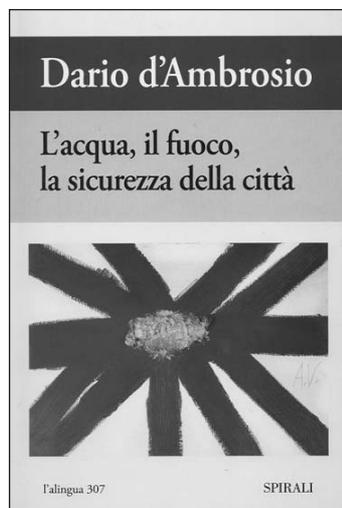 Dario d'Ambrosio
L'acqua, il fuoco,
la sicurezza della città
A.V.
l'alingua 307
SPIRALI